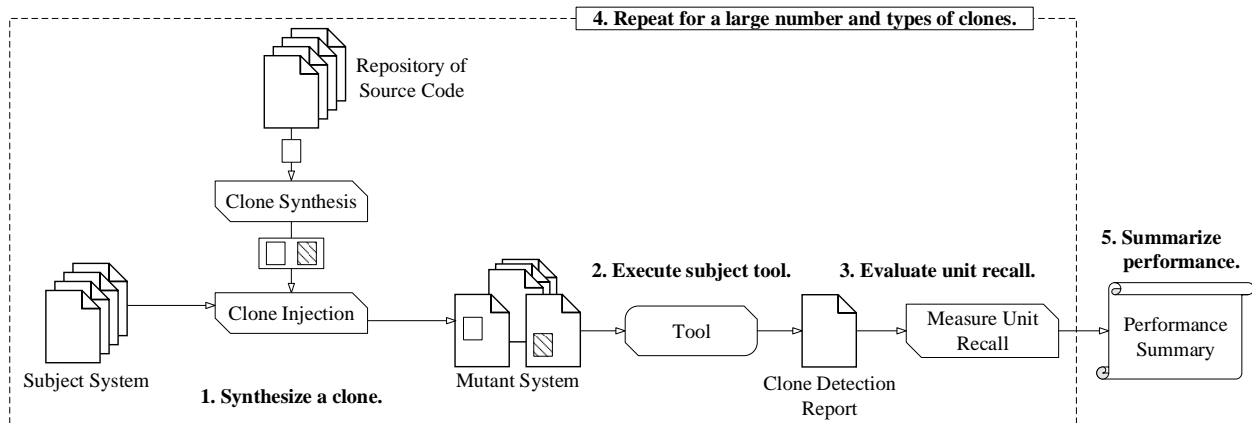 4. Repeat for a large number and types of clones.
Repository of
Source Code
Clone Synthesis
Subject System
Clone Injection
1. Synthesize a clone.
Mutant System
2. Execute subject tool.
Tool
Clone Detection
Report
3. Evaluate unit recall.
Measure Unit
Recall
5. Summarize
performance.
Performance
Summary